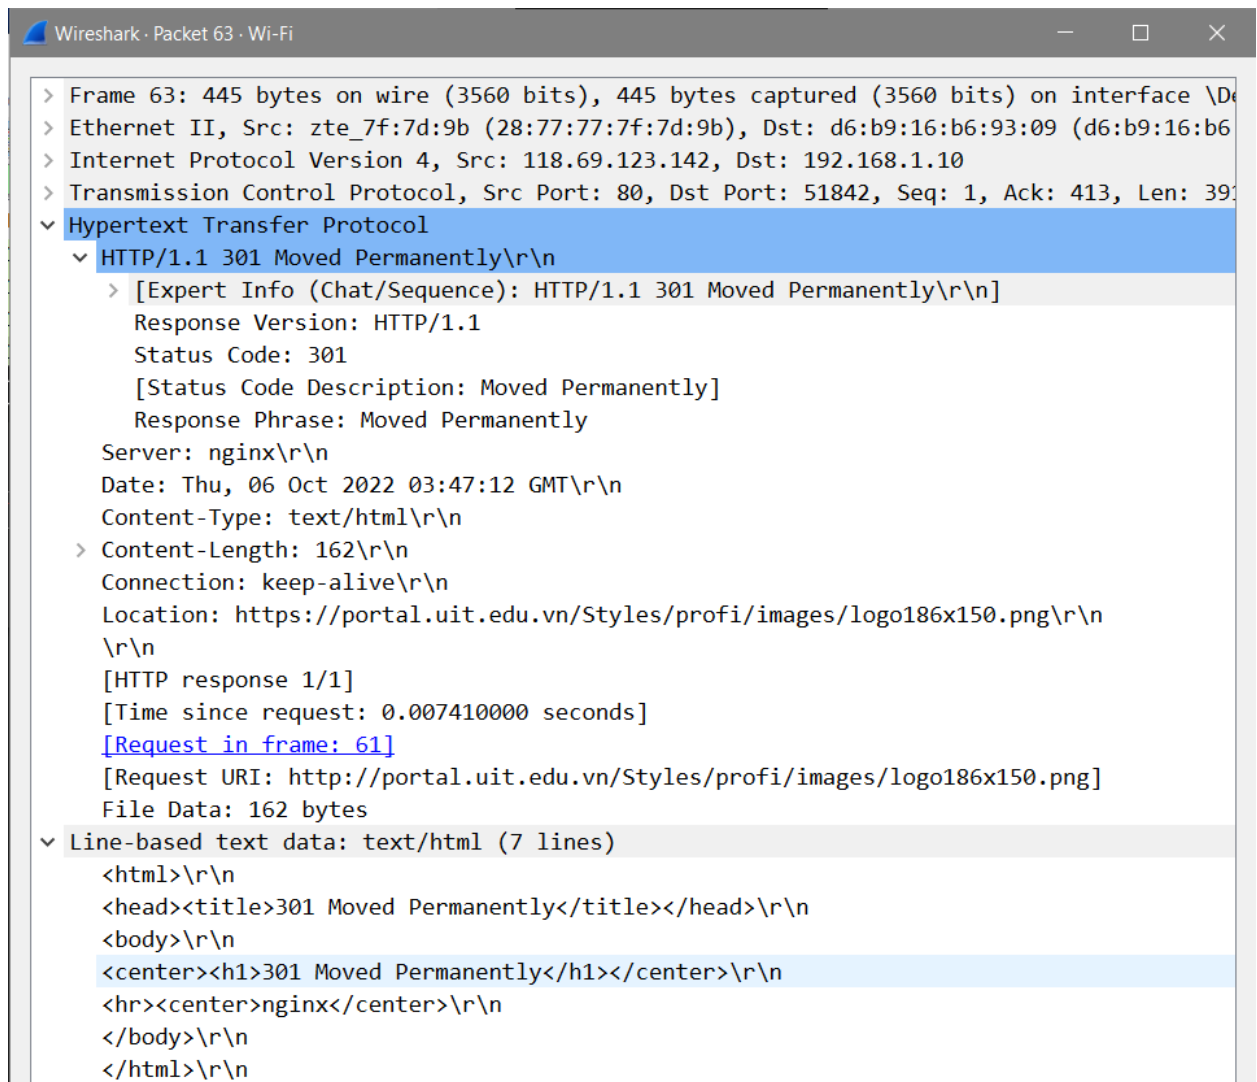 Wireshark · Packet 63 · Wi-Fi
Frame 63: 445 bytes on wire (3560 bits), 445 bytes captured (3560 bits) on interface
Ethernet II, Src: zte_7f:7d:9b (28:77:77:7f:7d:9b), Dst: d6:b9:16:b6:93:09 (d6:b9:16:b6
Internet Protocol Version 4, Src: 118.69.123.142, Dst: 192.168.1.10
Transmission Control Protocol, Src Port: 80, Dst Port: 51842, Seq: 1, Ack: 413, Len: 391
Hypertext Transfer Protocol
HTTP/1.1 301 Moved Permanently\r\n
[Expert Info (Chat/Sequence): HTTP/1.1 301 Moved Permanently\r\n]
Response Version: HTTP/1.1
Status Code: 301
[Status Code Description: Moved Permanently]
Response Phrase: Moved Permanently
Server: nginx\r\n
Date: Thu, 06 Oct 2022 03:47:12 GMT\r\n
Content-Type: text/html\r\n
Content-Length: 162\r\n
Connection: keep-alive\r\n
Location: https://portal.uit.edu.vn/Styles/profi/images/logo186x150.png\r\n
\r\n
[HTTP response 1/1]
[Time since request: 0.007410000 seconds]
[Request in frame: 61]
[Request URI: http://portal.uit.edu.vn/Styles/profi/images/logo186x150.png]
File Data: 162 bytes
Line-based text data: text/html (7 lines)
<html>\r\n
<head><title>301 Moved Permanently</title></head>\r\n
<body>\r\n
<center><h1>301 Moved Permanently</h1></center>\r\n
<hr><center>nginx</center>\r\n
</body>\r\n
</html>\r\n